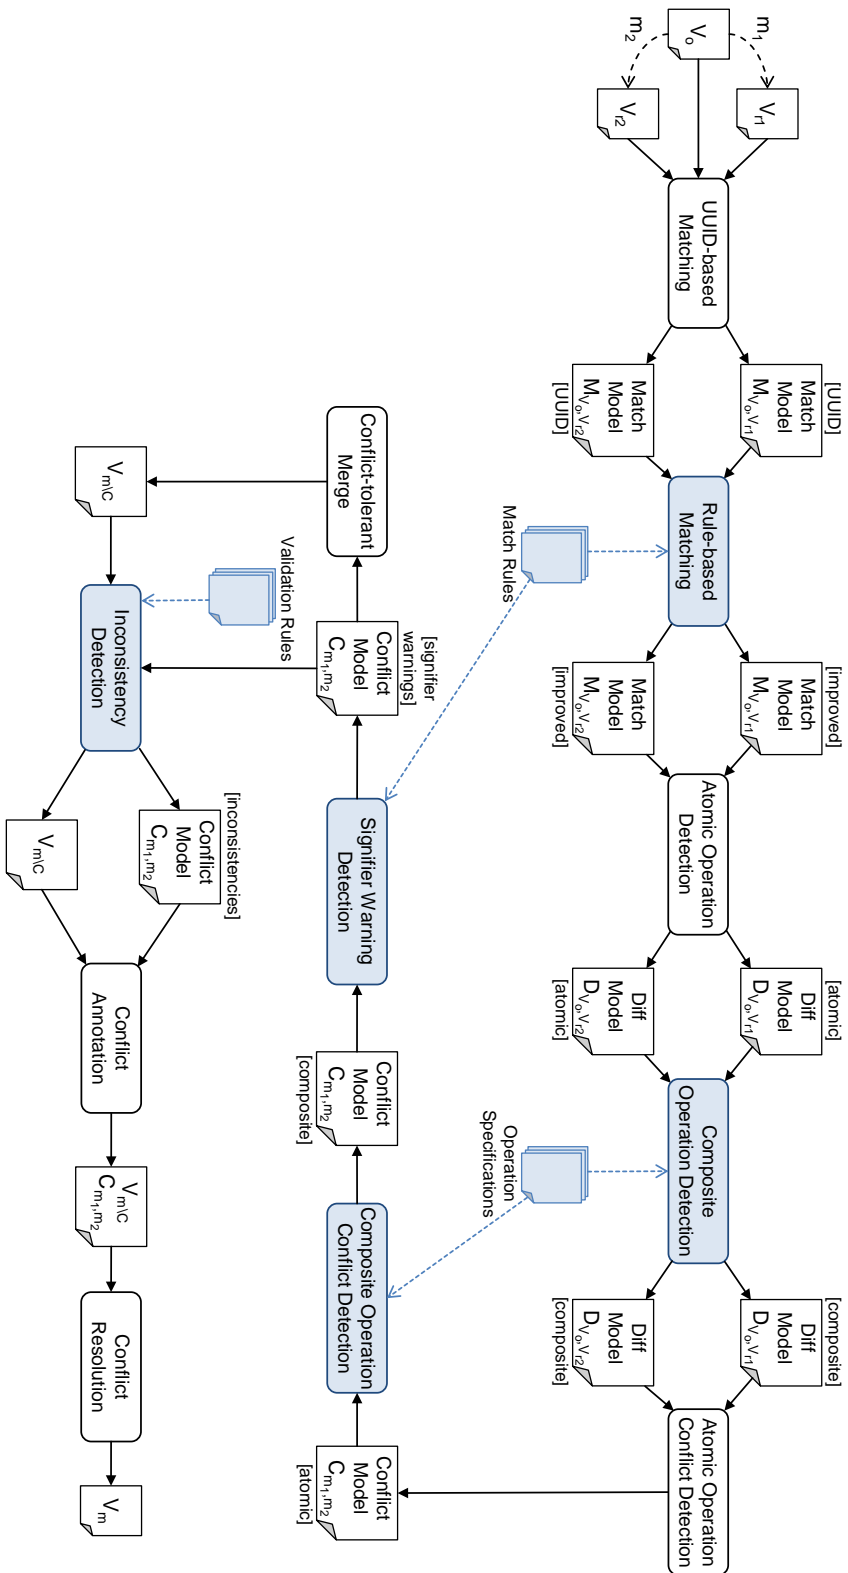 m₁
V₀
m₂
Vᵣ₁
Vᵣ₂
UUID-based
Matching
[UUID]
Match
Model
M_Vₒ,Vᵣ₁
Match
Model
M_Vₒ,Vᵣ₂
[UUID]
Rule-based
Matching
Match Rules
[improved]
Match
Model
M_Vₒ,Vᵣ₁
Match
Model
M_Vₒ,Vᵣ₂
[improved]
Atomic Operation
Detection
[atomic]
Diff
Model
D_Vₒ,Vᵣ₁
Diff
Model
D_Vₒ,Vᵣ₂
[atomic]
Composite
Operation Detection
Operation
Specifications
[composite]
Diff
Model
D_Vₒ,Vᵣ₁
Diff
Model
D_Vₒ,Vᵣ₂
[composite]
Atomic Operation
Conflict Detection
Conflict
Model
C_m₁,m₂
[atomic]
Composite Operation
Conflict Detection
Conflict
Model
C_m₁,m₂
[composite]
Signifier Warning
Detection
[signifier
warnings]
Conflict
Model
C_m₁,m₂
Conflict-tolerant
Merge
V_m\C
Validation Rules
Inconsistency
Detection
[inconsistencies]
Conflict
Model
C_m₁,m₂
V_m\C
Conflict
Annotation
V_m\C
C_m₁,m₂
Conflict
Resolution
V_m